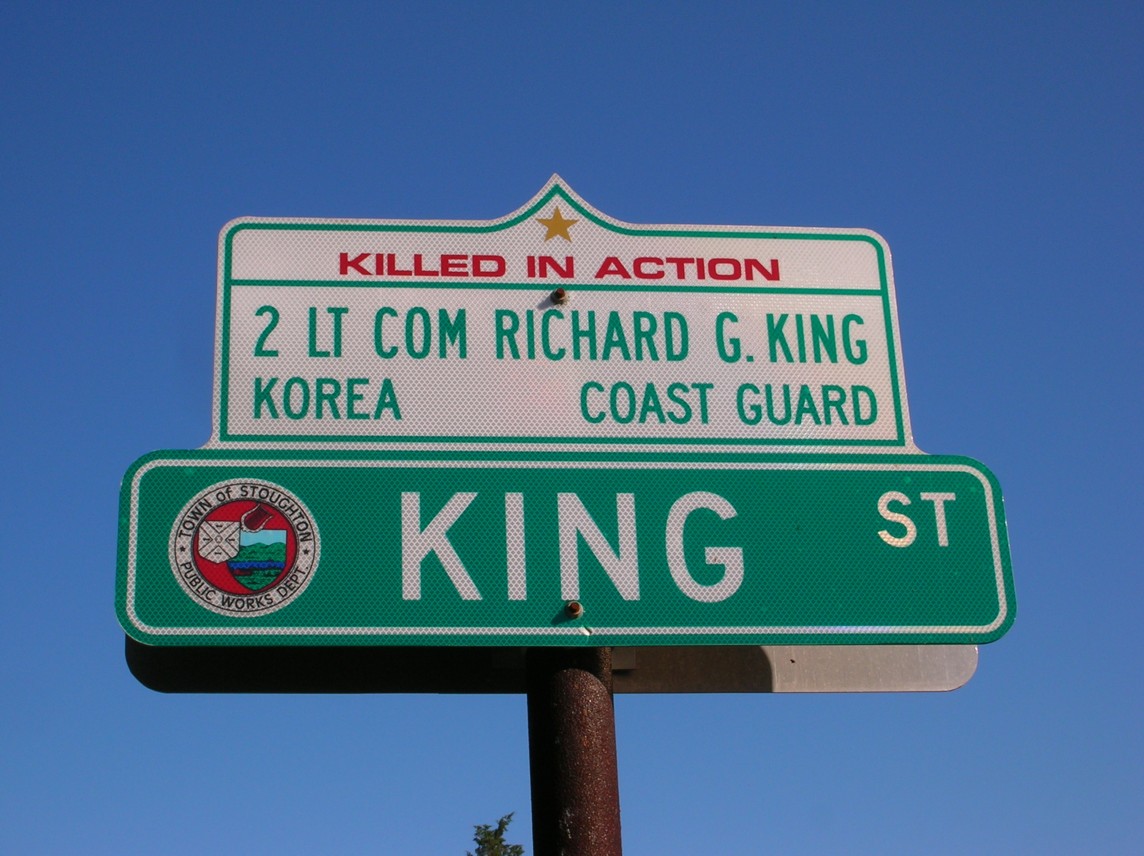 KILLED IN ACTION
2 LT COM RICHARD G. KING
KOREA COAST GUARD
KING ST
TOWN OF STOUGHTON
PUBLIC WORKS DEPT